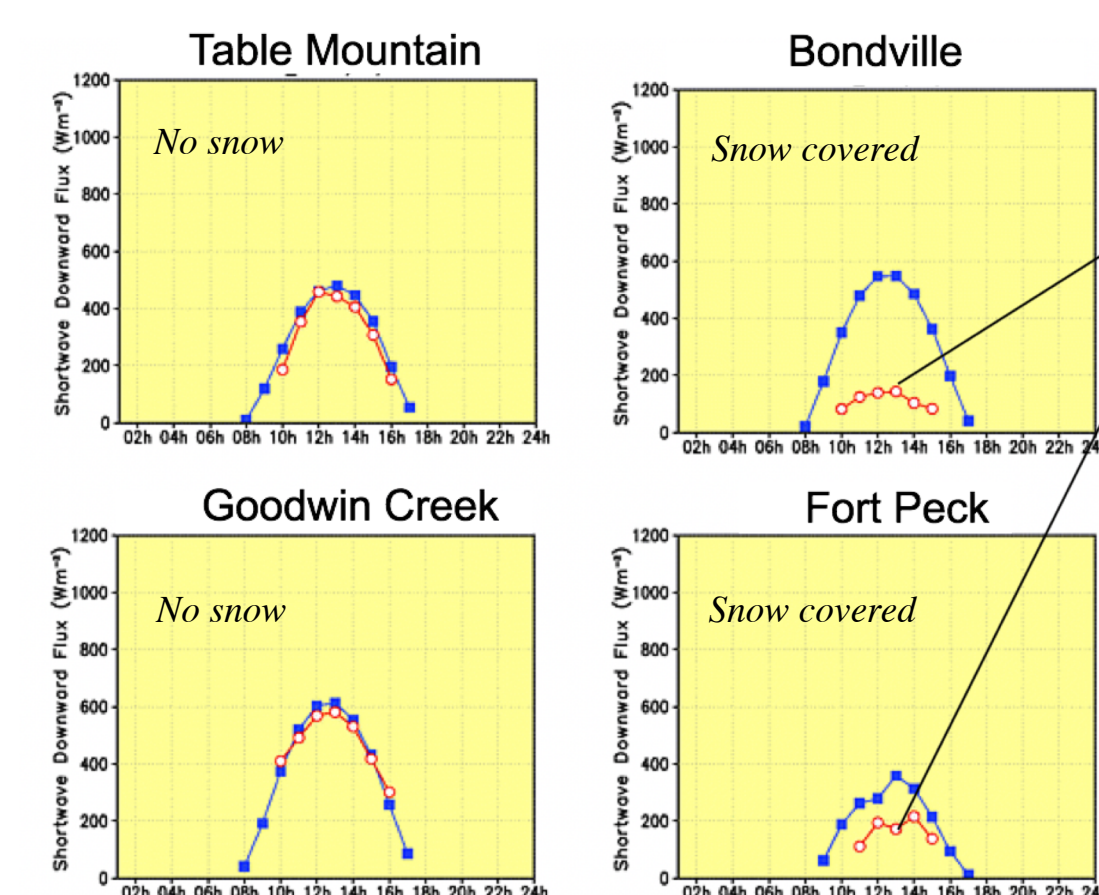 Table Mountain
Shortwave Downward Flux (Wm⁻²)
1200
1000
800
600
400
200
0
No snow
02h 04h 06h 08h 10h 12h 14h 16h 18h 20h 22h 24h
Bondville
Shortwave Downward Flux (Wm⁻²)
1200
1000
800
600
400
200
0
Snow covered
02h 04h 06h 08h 10h 12h 14h 16h 18h 20h 22h 24
Goodwin Creek
Shortwave Downward Flux (Wm⁻²)
1200
1000
800
600
400
200
0
No snow
02h 04h 06h 08h 10h 12h 14h 16h 18h 20h 22h 24h
Fort Peck
Shortwave Downward Flux (Wm⁻²)
1200
1000
800
600
400
200
0
Snow covered
02h 04h 06h 08h 10h 12h 14h 16h 18h 20h 22h 24